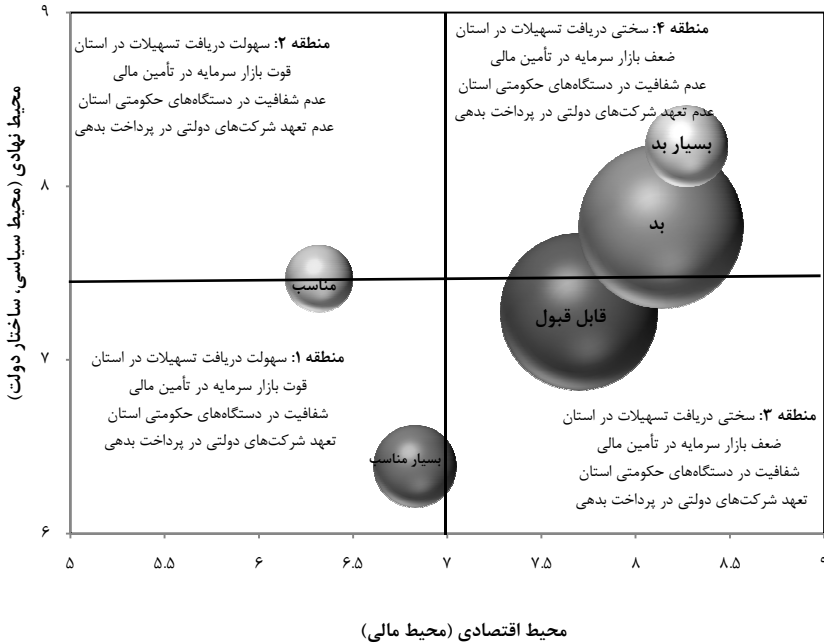 ۹
۸
۷
۶
محیط نهادی (محیط سیاسی، ساختار دولت)
منطقه ۲: سهولت دریافت تسهیلات در استان
قوت بازار سرمایه در تأمین مالی
عدم شفافیت در دستگاه‌های حکومتی استان
عدم تعهد شرکت‌های دولتی در پرداخت بدهی
منطقه ۴: سختی دریافت تسهیلات در استان
ضعف بازار سرمایه در تأمین مالی
عدم شفافیت در دستگاه‌های حکومتی استان
عدم تعهد شرکت‌های دولتی در پرداخت بدهی
بسیار بد
بد
مناسب
قابل قبول
منطقه ۱: سهولت دریافت تسهیلات در استان
قوت بازار سرمایه در تأمین مالی
شفافیت در دستگاه‌های حکومتی استان
تعهد شرکت‌های دولتی در پرداخت بدهی
بسیار مناسب
منطقه ۳: سختی دریافت تسهیلات در استان
ضعف بازار سرمایه در تأمین مالی
شفافیت در دستگاه‌های حکومتی استان
تعهد شرکت‌های دولتی در پرداخت بدهی
۵ ۵.۵ ۶ ۶.۵ ۷ ۷.۵ ۸ ۸.۵ ۹
محیط اقتصادی (محیط مالی)